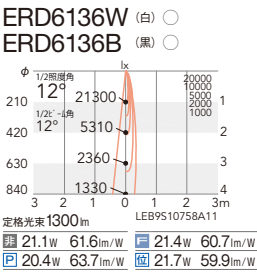 ERD6136W（白）○
ERD6136B（黒）○
lx
φ
1/2照度角
12°
1/2ビーム角
12°
20000
10000
5000
2000
1000
210 21300 1
420 5310 2
630 2360 3
840 1330 4
3 2 1 0 1 2 3m
定格光束1300lm
LEB9S10758A11
非 21.1W 61.6lm/W
F 21.4W 60.7lm/W
P 20.4W 63.7lm/W
位 21.7W 59.9lm/W